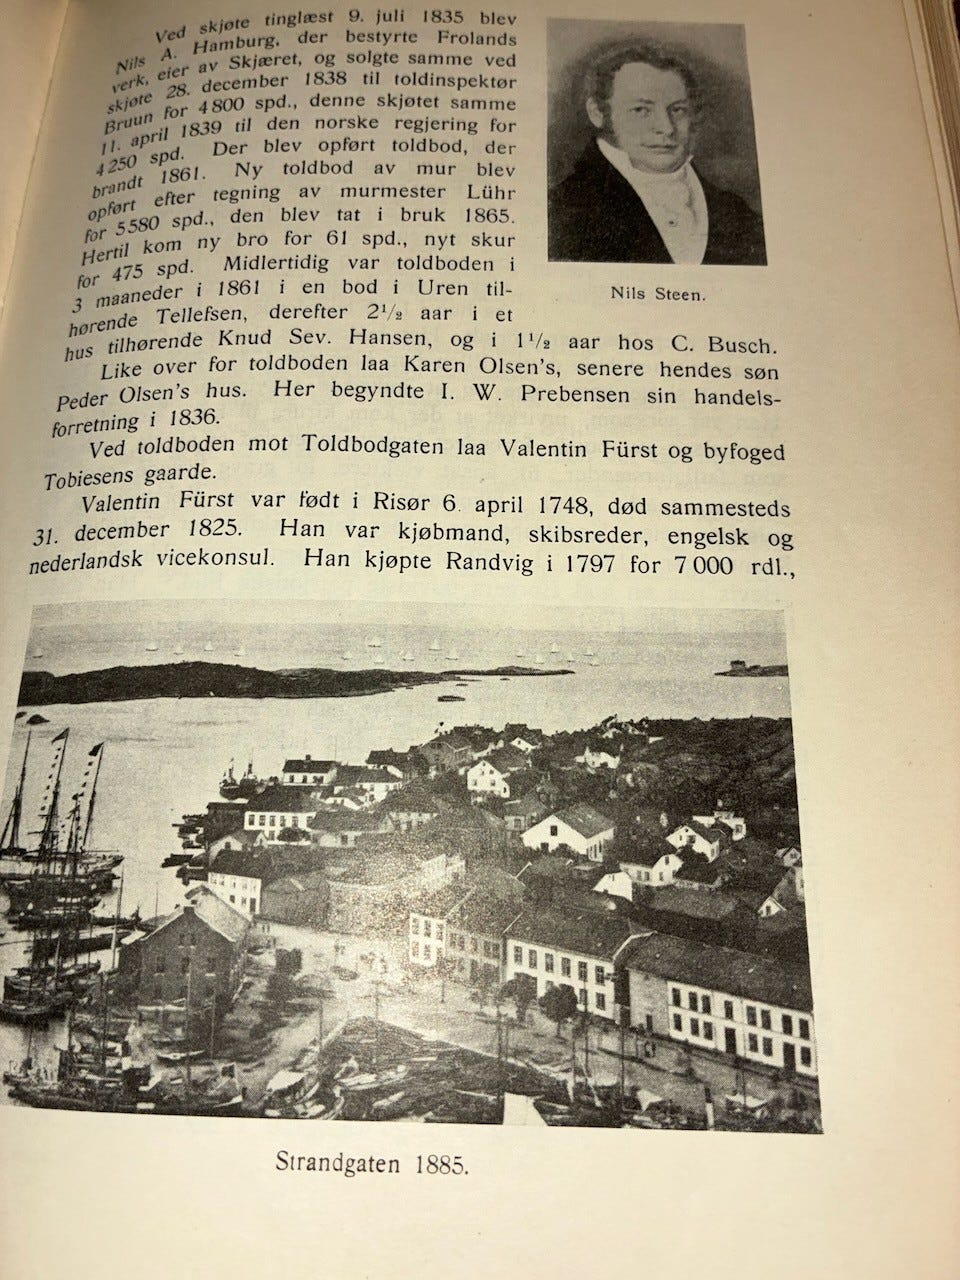 Ved skjøte tinglæst 9. juli 1835 blev
Nils A. Hamburg, der bestyrte Frolands
verk, eier av Skjæret, og solgte samme ved
skjøte 28. december 1838 til toldinspektør
Bruun for 4 800 spd., denne skjøtet samme
11. april 1839 til den norske regjering for
4 250 spd. Der blev opført toldbod, der
brandt 1861. Ny toldbod av mur blev
opført efter tegning av murmester Lühr
for 5 580 spd., den blev tat i bruk 1865.
Hertil kom ny bro for 61 spd., nyt skur
for 475 spd. Midlertidig var toldboden i
3 maaneder i 1861 i en bod i Uren til-
hørende Tellefsen, derefter 2¹/₂ aar i et
hus tilhørende Knud Sev. Hansen, og i 1¹/₂ aar hos C. Busch.
Nils Steen.
Like over for toldboden laa Karen Olsen's, senere hendes søn
Peder Olsen's hus. Her begyndte I. W. Prebensen sin handels-
forretning i 1836.
Ved toldboden mot Toldbodgaten laa Valentin Fürst og byfoged
Tobiesens gaarde.
Valentin Fürst var født i Risør 6. april 1748, død sammesteds
31. december 1825. Han var kjøbmand, skibsreder, engelsk og
nederlandsk vicekonsul. Han kjøpte Randvig i 1797 for 7 000 rdl.,
Strandgaten 1885.